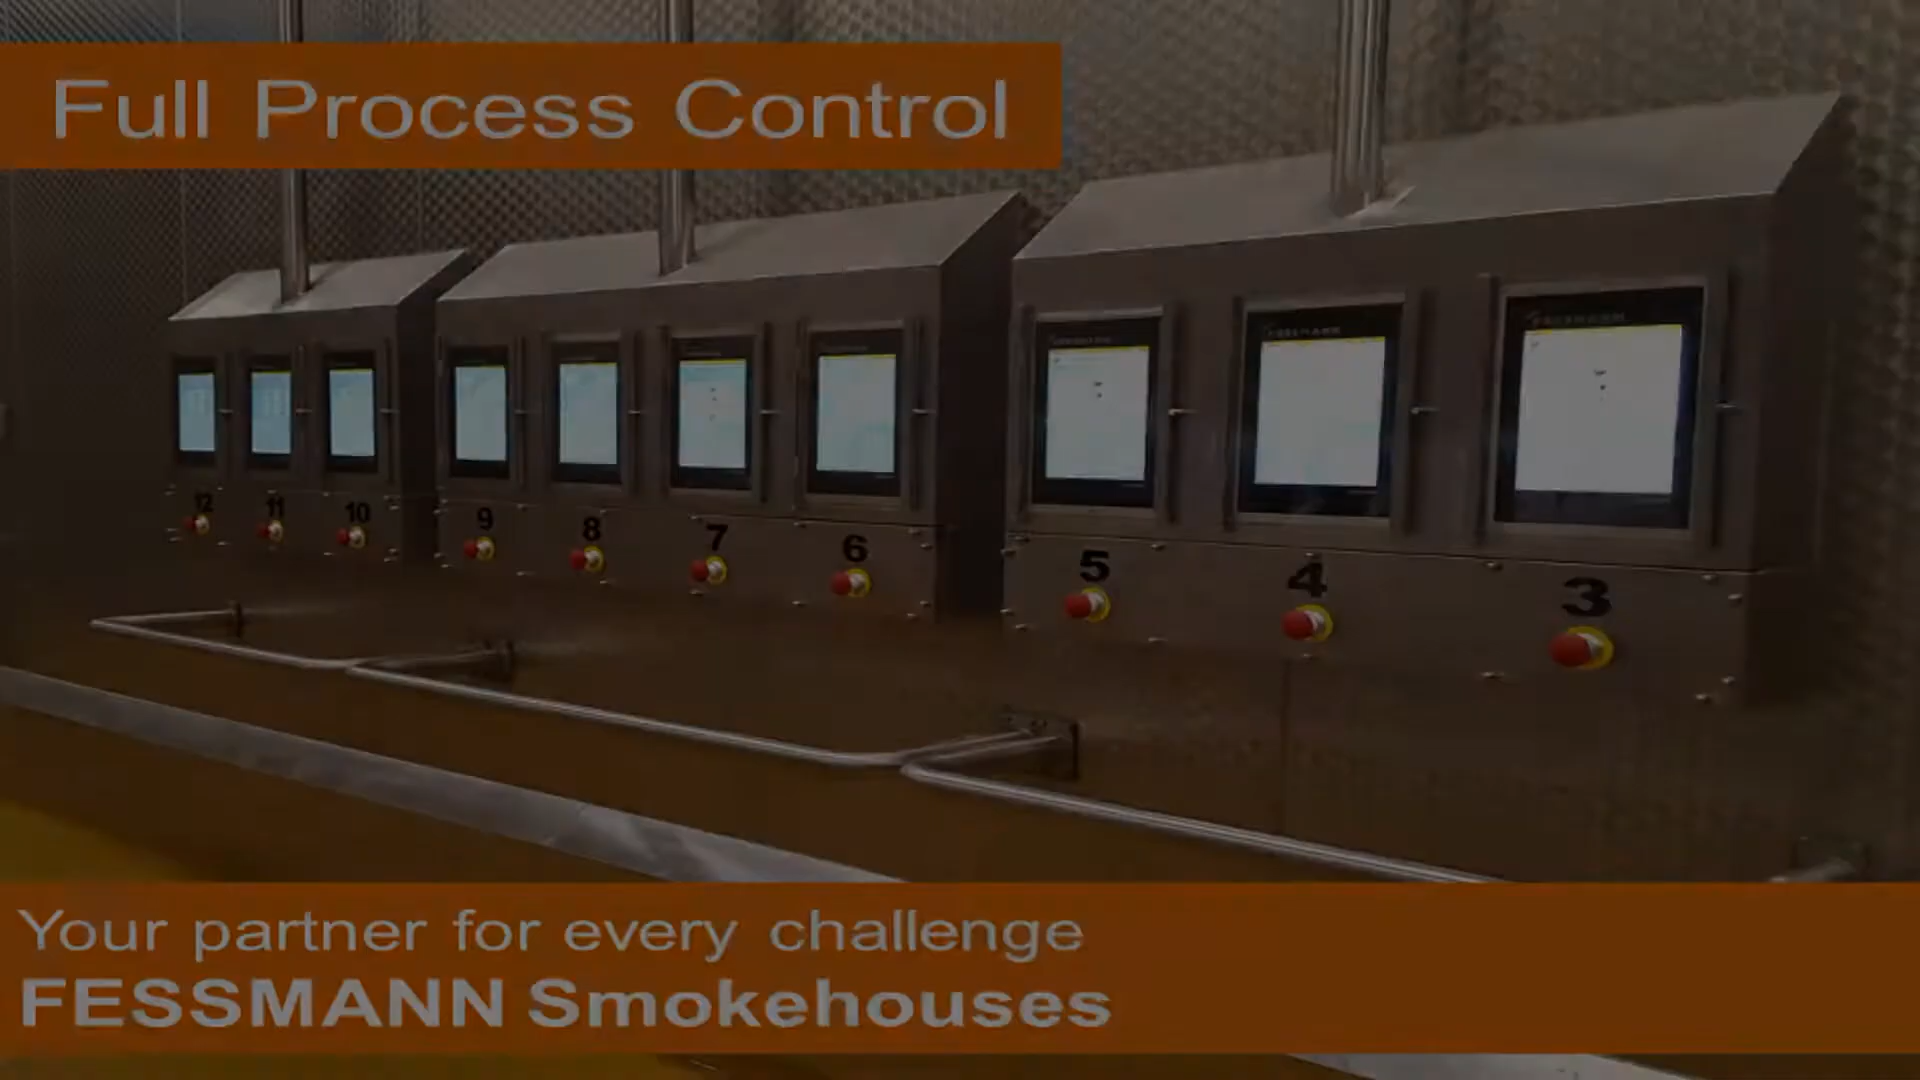 Full Process Control
12 11 10 9 8 7 6 5 4 3
Your partner for every challenge
FESSMANN Smokehouses